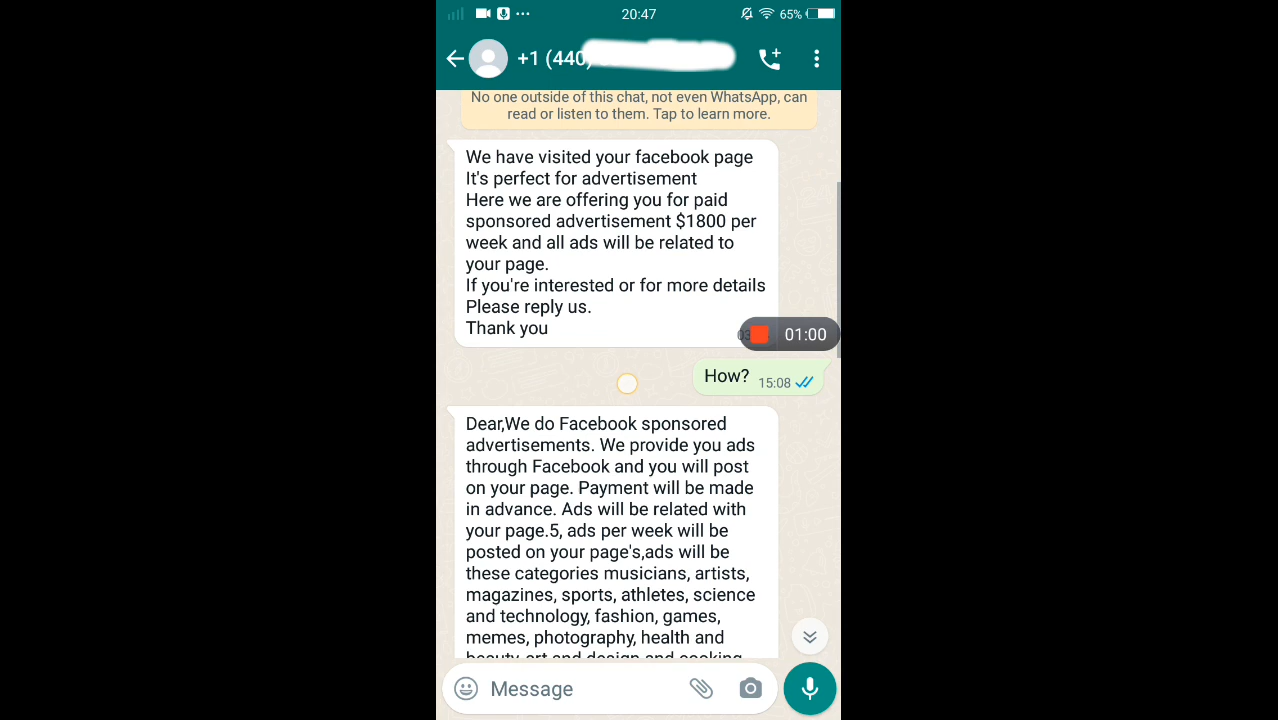 20:47
65%
+1 (440)
No one outside of this chat, not even WhatsApp, can
read or listen to them. Tap to learn more.
We have visited your facebook page
It's perfect for advertisement
Here we are offering you for paid
sponsored advertisement $1800 per
week and all ads will be related to
your page.
If you're interested or for more details
Please reply us.
Thank you
01:00
How?
15:08
Dear,We do Facebook sponsored
advertisements. We provide you ads
through Facebook and you will post
on your page. Payment will be made
in advance. Ads will be related with
your page.5, ads per week will be
posted on your page's,ads will be
these categories musicians, artists,
magazines, sports, athletes, science
and technology, fashion, games,
memes, photography, health and
beauty,art and design and cooking
Message